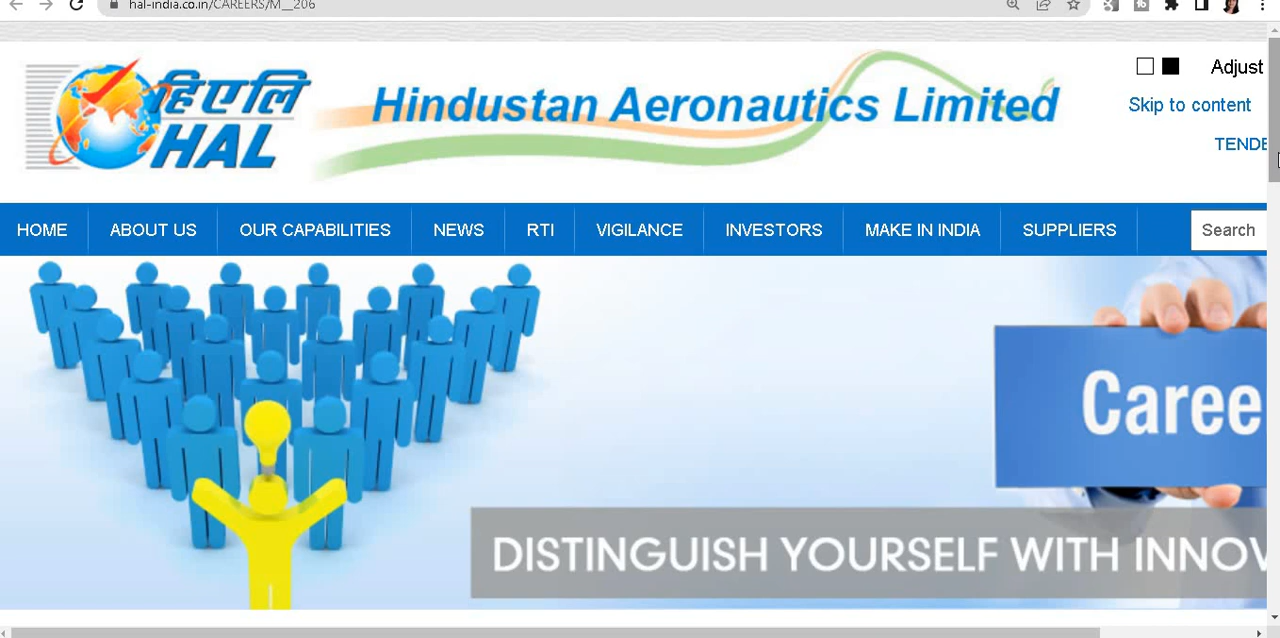 hal-india.co.in/CAREERS/M__206
हिएलि
HAL
Hindustan Aeronautics Limited
Adjust
Skip to content
TENDE
HOME ABOUT US OUR CAPABILITIES NEWS RTI VIGILANCE INVESTORS MAKE IN INDIA SUPPLIERS Search
Caree
DISTINGUISH YOURSELF WITH INNOV